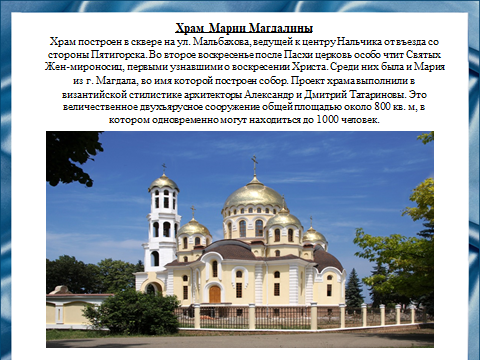 Храм Марии Магдалины
Храм построен в сквере на ул. Мальбахова, ведущей к центру Нальчика от въезда со
стороны Пятигорска. Во второе воскресенье после Пасхи церковь особо чтит Святых
Жен-мироносиц, первыми узнавшими о воскресении Христа. Среди них была и Мария
из г. Магдала, во имя которой построен собор. Проект храма выполнили в
византийской стилистике архитекторы Александр и Дмитрий Татариновы. Это
величественное двухъярусное сооружение общей площадью около 800 кв. м, в
котором одновременно могут находиться до 1000 человек.